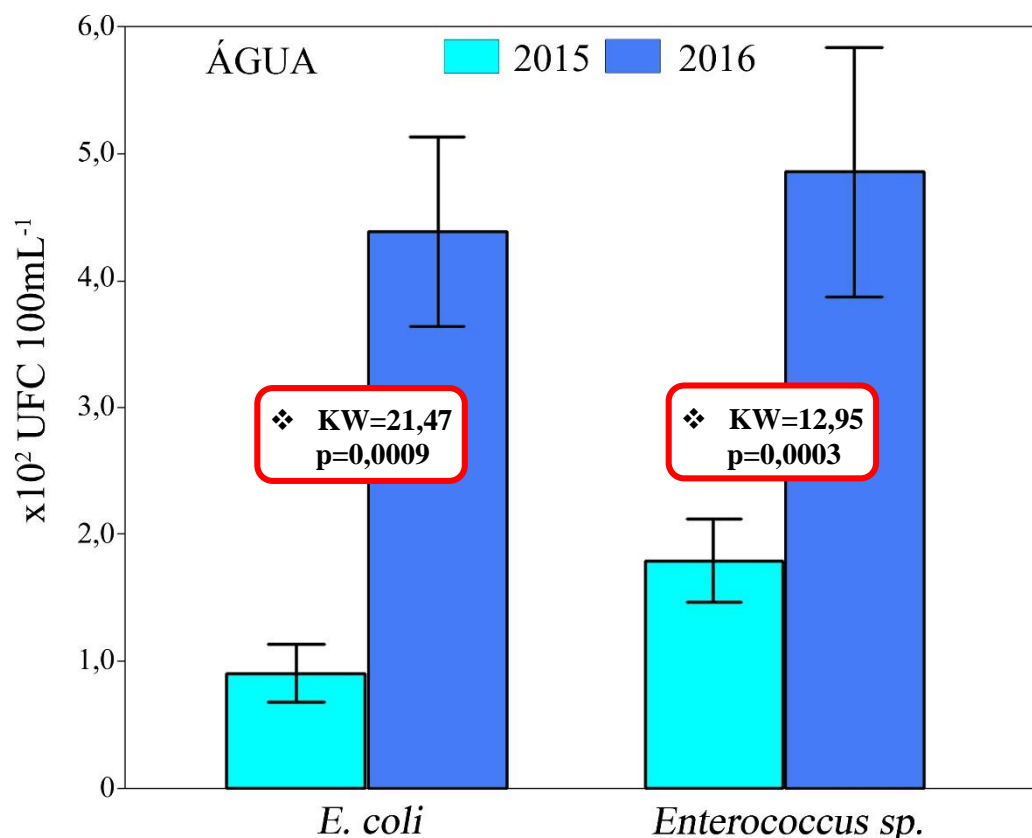 6,0
ÁGUA 2015 2016
5,0
4,0
3,0
2,0
1,0
0
x10² UFC 100mL⁻¹
❖ KW=21,47
p=0,0009
❖ KW=12,95
p=0,0003
E. coli Enterococcus sp.